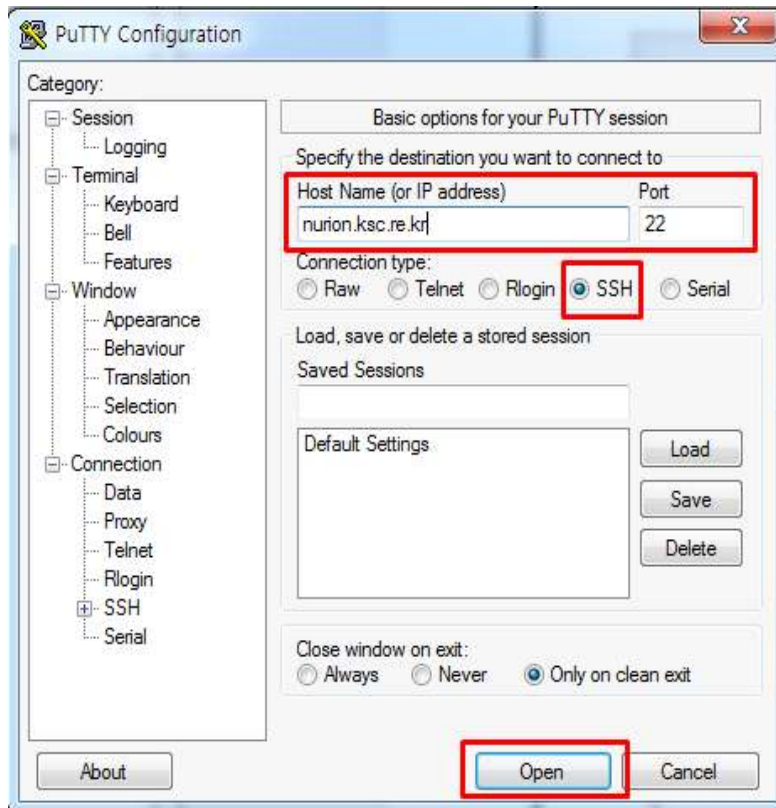 PuTTY Configuration
Category:
Session
Logging
Terminal
Keyboard
Bell
Features
Window
Appearance
Behaviour
Translation
Selection
Colours
Connection
Data
Proxy
Telnet
Rlogin
SSH
Serial
Basic options for your PuTTY session
Specify the destination you want to connect to
Host Name (or IP address) Port
nurion.ksc.re.kr 22
Connection type:
Raw Telnet Rlogin SSH Serial
Load, save or delete a stored session
Saved Sessions
Default Settings
Load
Save
Delete
Close window on exit:
Always Never Only on clean exit
About Open Cancel